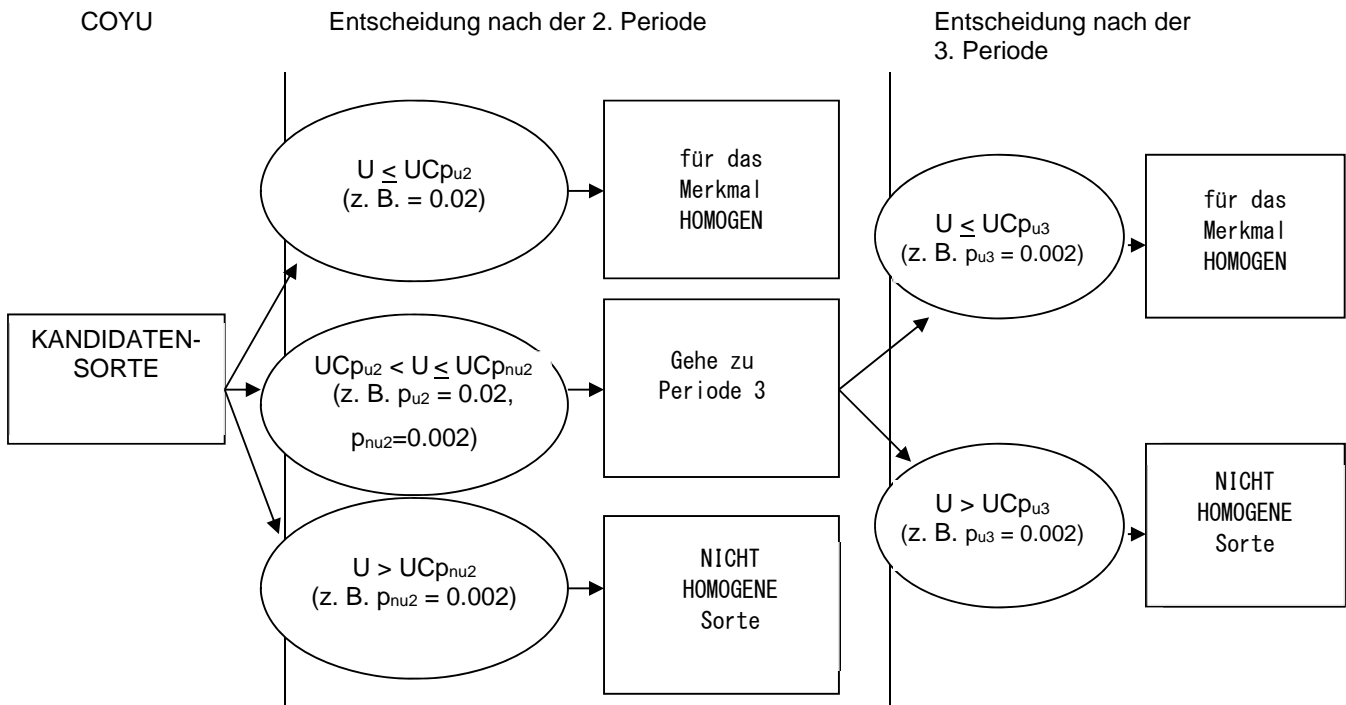 COYU
Entscheidung nach der 2. Periode
Entscheidung nach der
3. Periode
KANDIDATEN-
SORTE
U ≤ UCpu2
(z. B. = 0.02)
für das
Merkmal
HOMOGEN
UCpu2 < U ≤ UCpnu2
(z. B. pu2 = 0.02,
pnu2=0.002)
Gehe zu
Periode 3
U > UCpnu2
(z. B. pnu2 = 0.002)
NICHT
HOMOGENE
Sorte
U ≤ UCpu3
(z. B. pu3 = 0.002)
für das
Merkmal
HOMOGEN
U > UCpu3
(z. B. pu3 = 0.002)
NICHT
HOMOGENE
Sorte